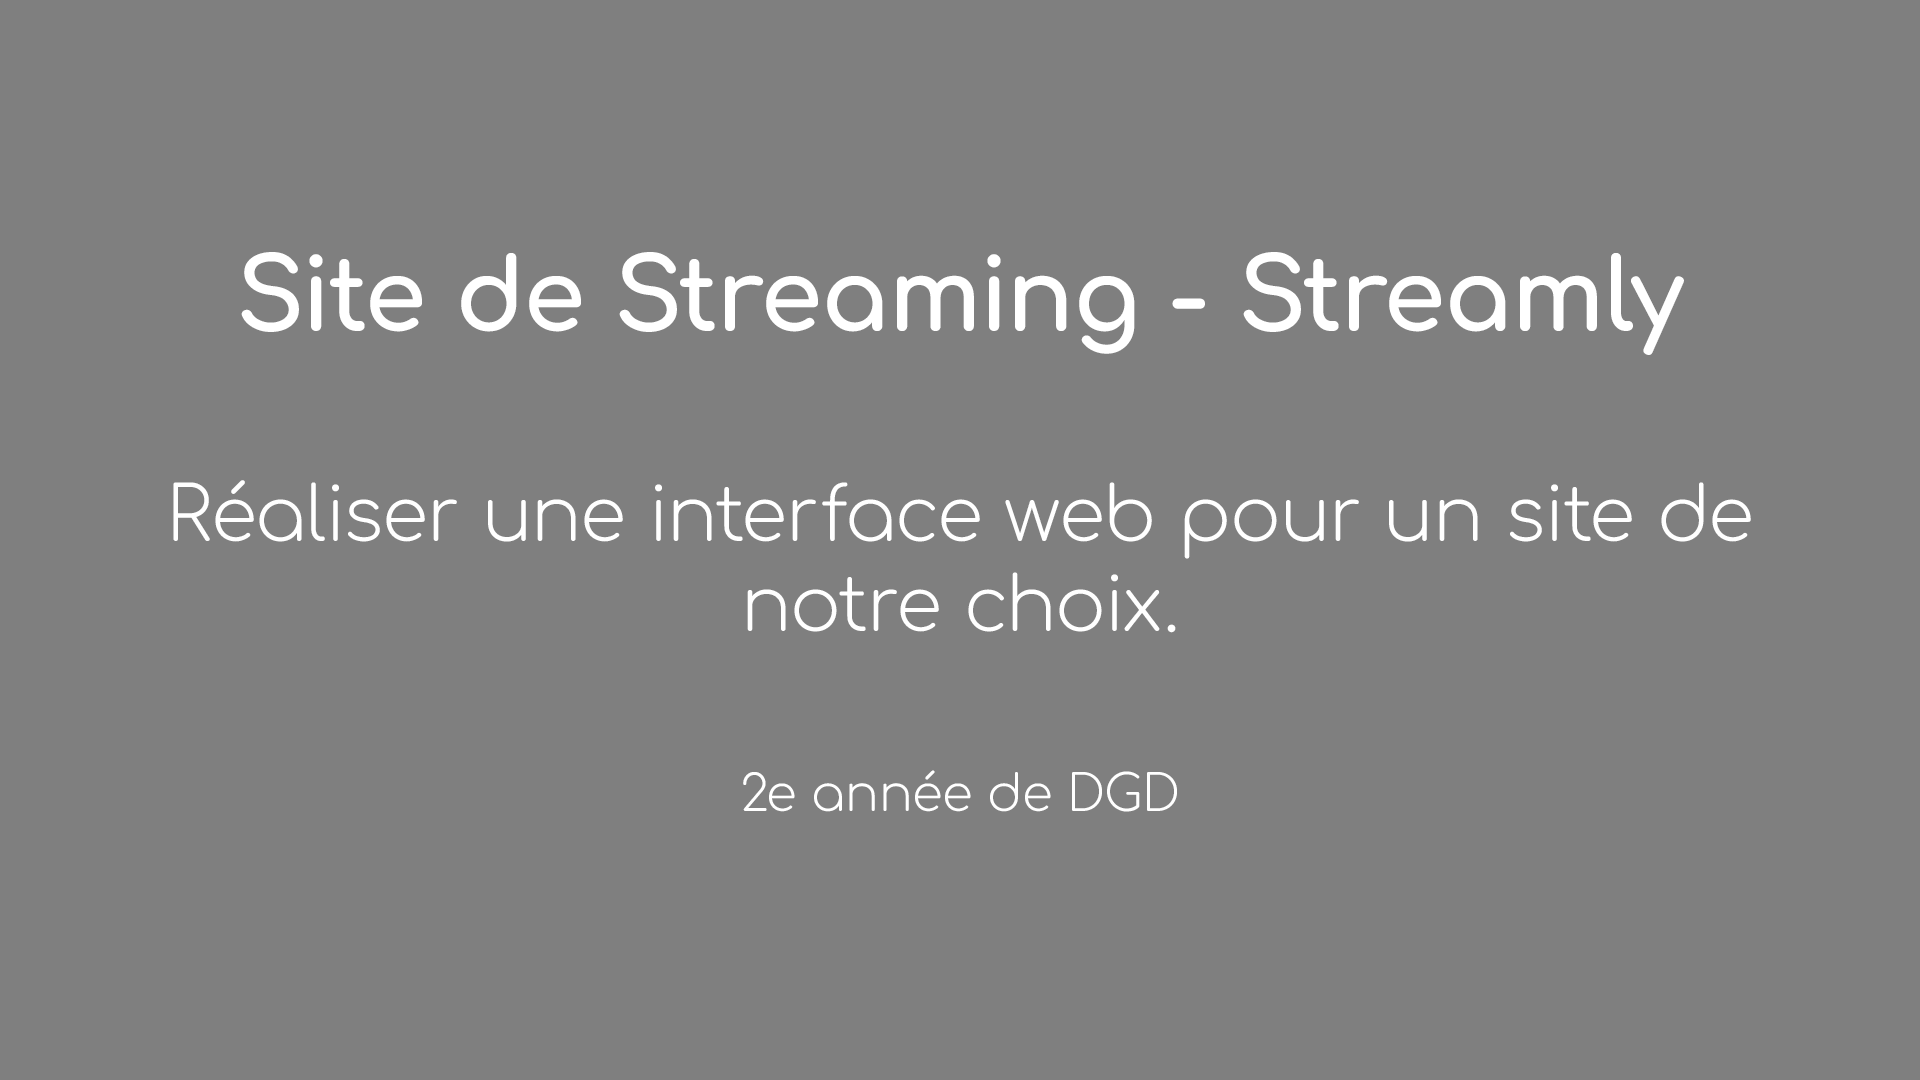 Site de Streaming - Streamly
Réaliser une interface web pour un site de
notre choix.
2e année de DGD